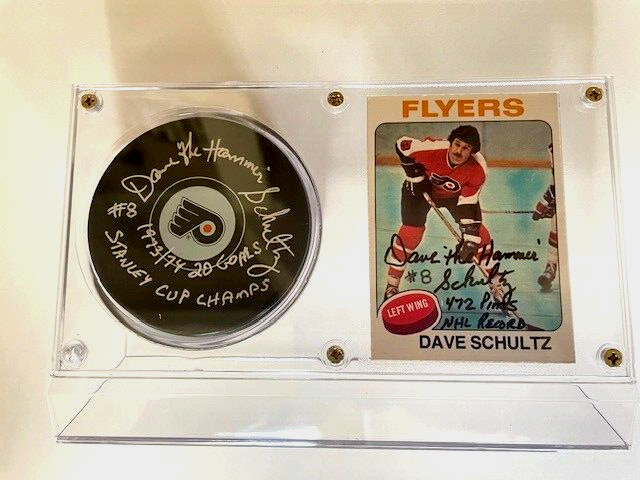 Dave 'The Hammer' Schultz
#8
1973/74 20 GOALS
STANLEY CUP CHAMPS
FLYERS
Dave 'the Hammer'
#8 Schultz
472 PIMS
NHL RECORD
LEFT WING
DAVE SCHULTZ